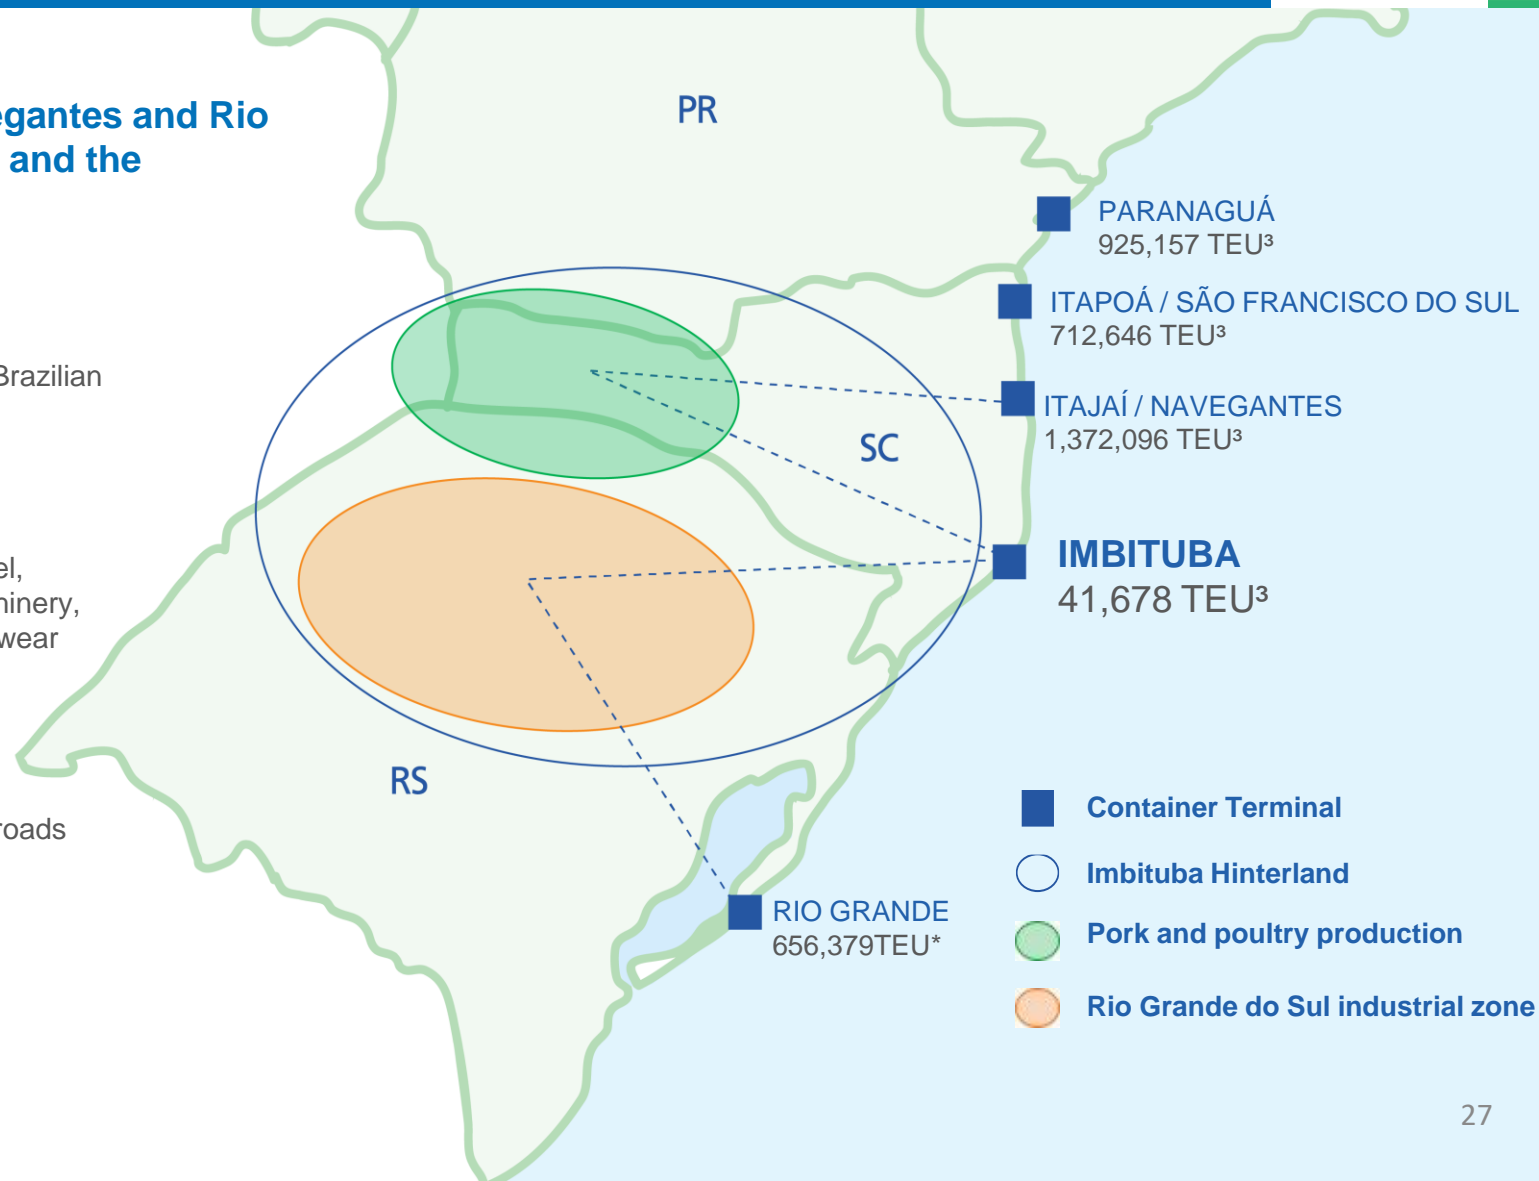 egantes and Rio
and the
Brazilian
el,
hinery,
wear
roads
PR
PARANAGUÁ
925,157 TEU³
ITAPOÁ / SÃO FRANCISCO DO SUL
712,646 TEU³
ITAJAÍ / NAVEGANTES
1,372,096 TEU³
SC
IMBITUBA
41,678 TEU³
RS
RIO GRANDE
656,379TEU*
Container Terminal
Imbituba Hinterland
Pork and poultry production
Rio Grande do Sul industrial zone
27